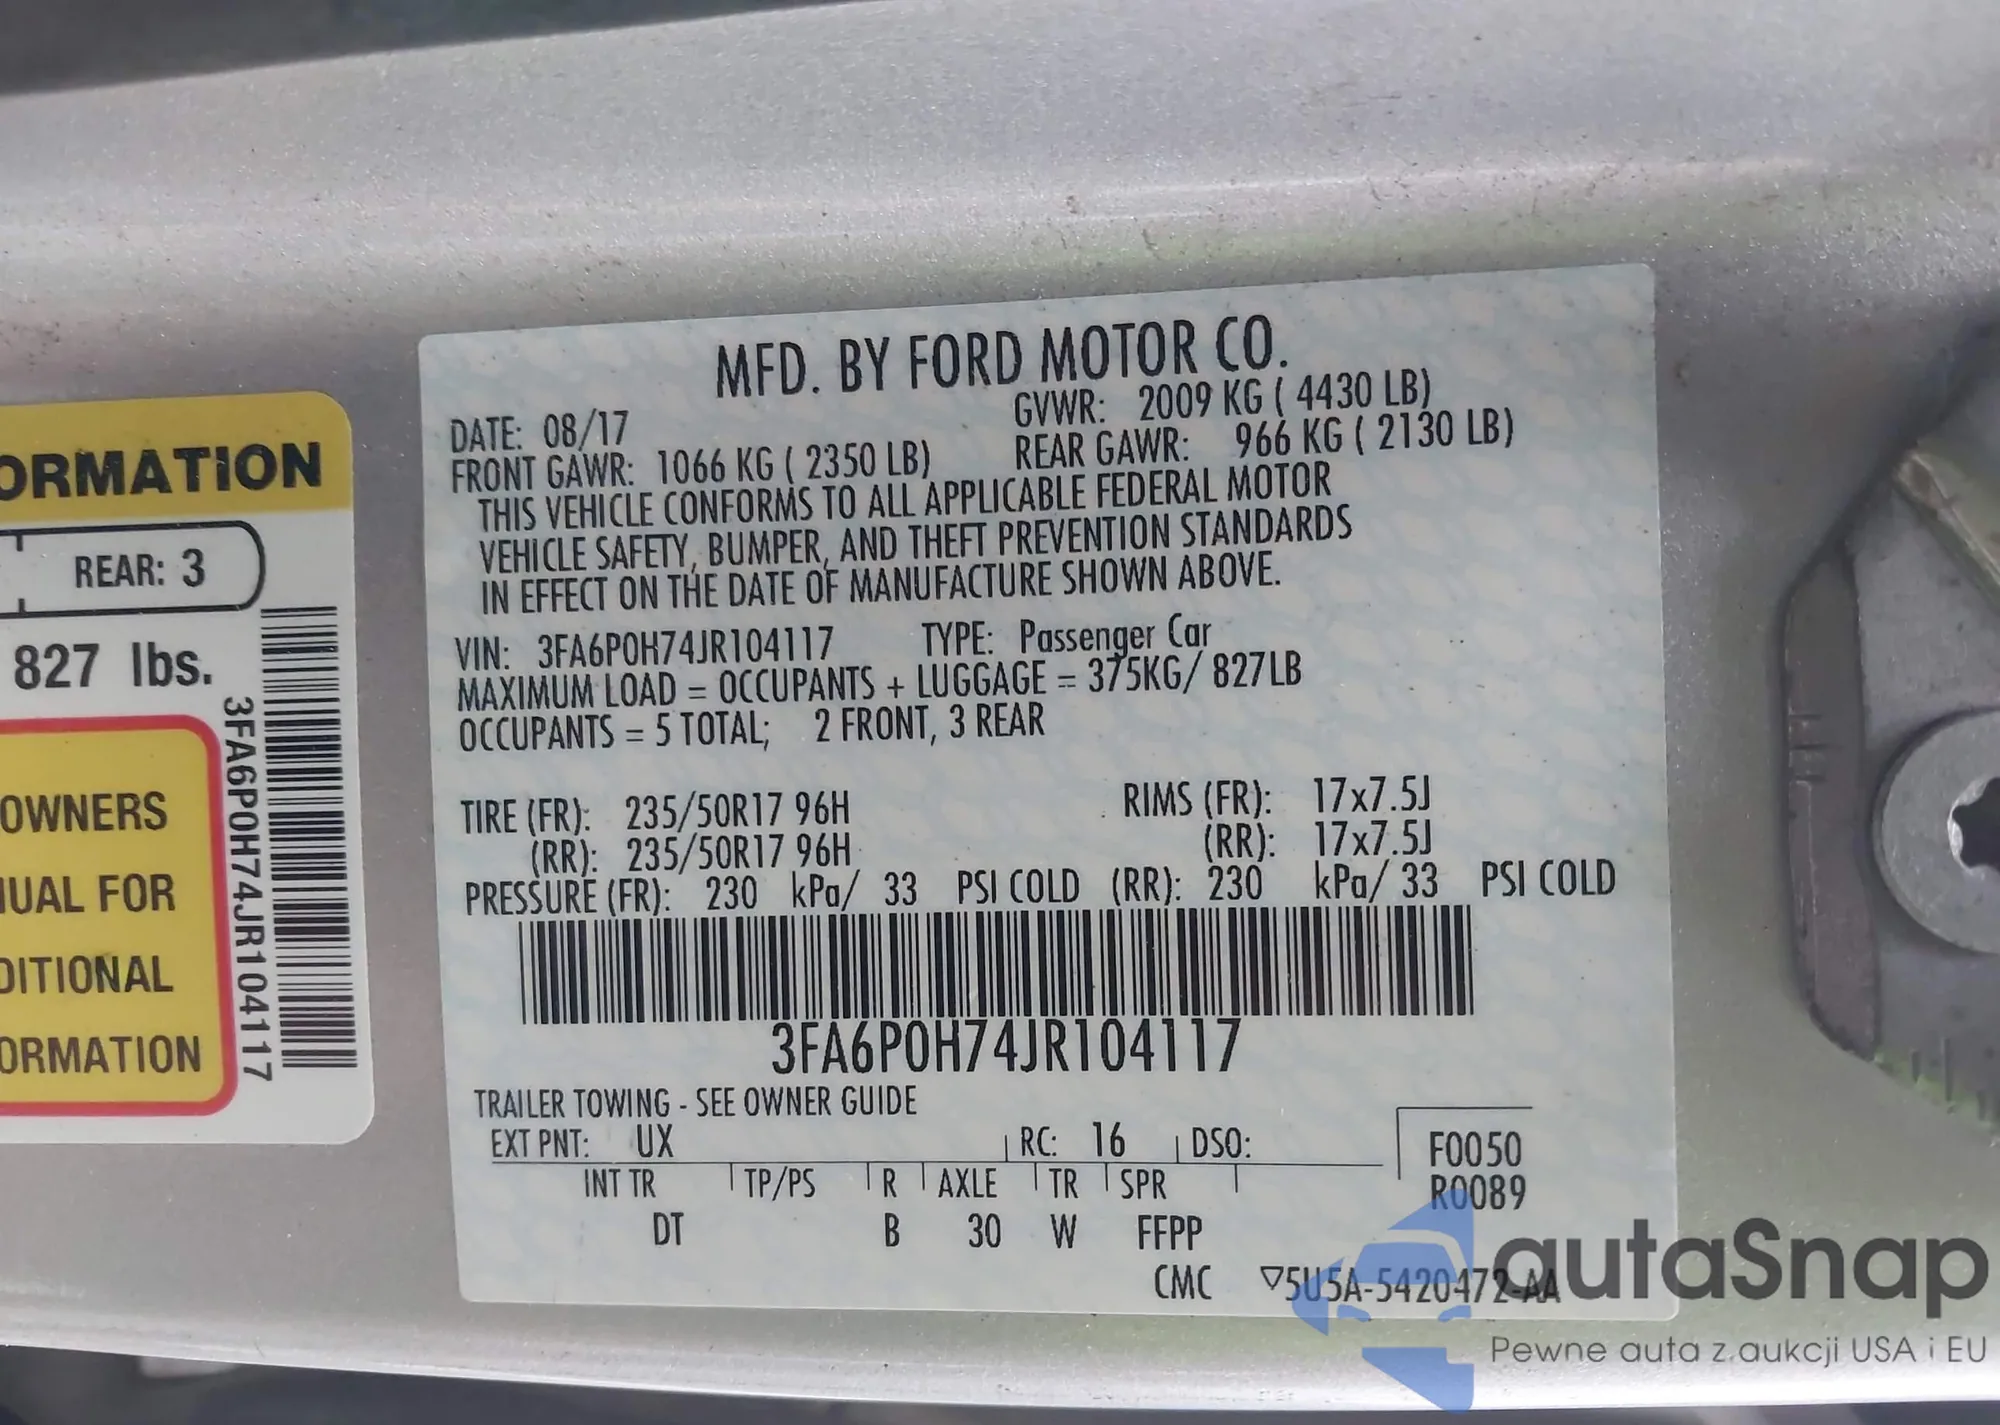 ORMATION
REAR: 3
827 lbs.
OWNERS
UAL FOR
DITIONAL
ORMATION
3FA6P0H74JR104117
MFD. BY FORD MOTOR CO.
DATE: 08/17 GVWR: 2009 KG ( 4430 LB)
FRONT GAWR: 1066 KG ( 2350 LB) REAR GAWR: 966 KG ( 2130 LB)
THIS VEHICLE CONFORMS TO ALL APPLICABLE FEDERAL MOTOR
VEHICLE SAFETY, BUMPER, AND THEFT PREVENTION STANDARDS
IN EFFECT ON THE DATE OF MANUFACTURE SHOWN ABOVE.
VIN: 3FA6P0H74JR104117 TYPE: Passenger Car
MAXIMUM LOAD = OCCUPANTS + LUGGAGE = 375KG/ 827LB
OCCUPANTS = 5 TOTAL; 2 FRONT, 3 REAR
TIRE (FR): 235/50R17 96H RIMS (FR): 17x7.5J
(RR): 235/50R17 96H (RR): 17x7.5J
PRESSURE (FR): 230 kPa/ 33 PSI COLD (RR): 230 kPa/ 33 PSI COLD
3FA6P0H74JR104117
TRAILER TOWING - SEE OWNER GUIDE
EXT PNT: UX RC: 16 DSO: F0050
INT TR TP/PS R AXLE TR SPR R0089
DT B 30 W FFPP
CMC ▽5U5A-5420472-AA
autaSnap
Pewne auta z aukcji USA i EU